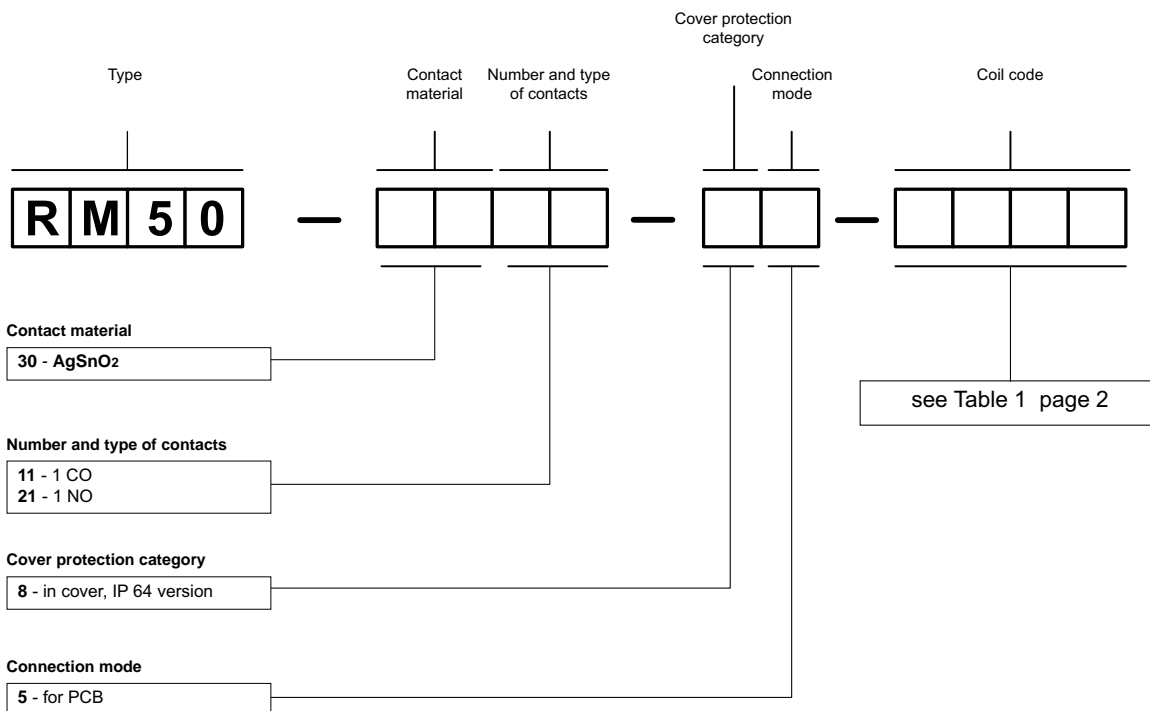 Cover protection
category
Type
Contact
material
Number and type
of contacts
Connection
mode
Coil code
R M 5 0 — — —
Contact material
30 - AgSnO2
see Table 1 page 2
Number and type of contacts
11 - 1 CO
21 - 1 NO
Cover protection category
8 - in cover, IP 64 version
Connection mode
5 - for PCB